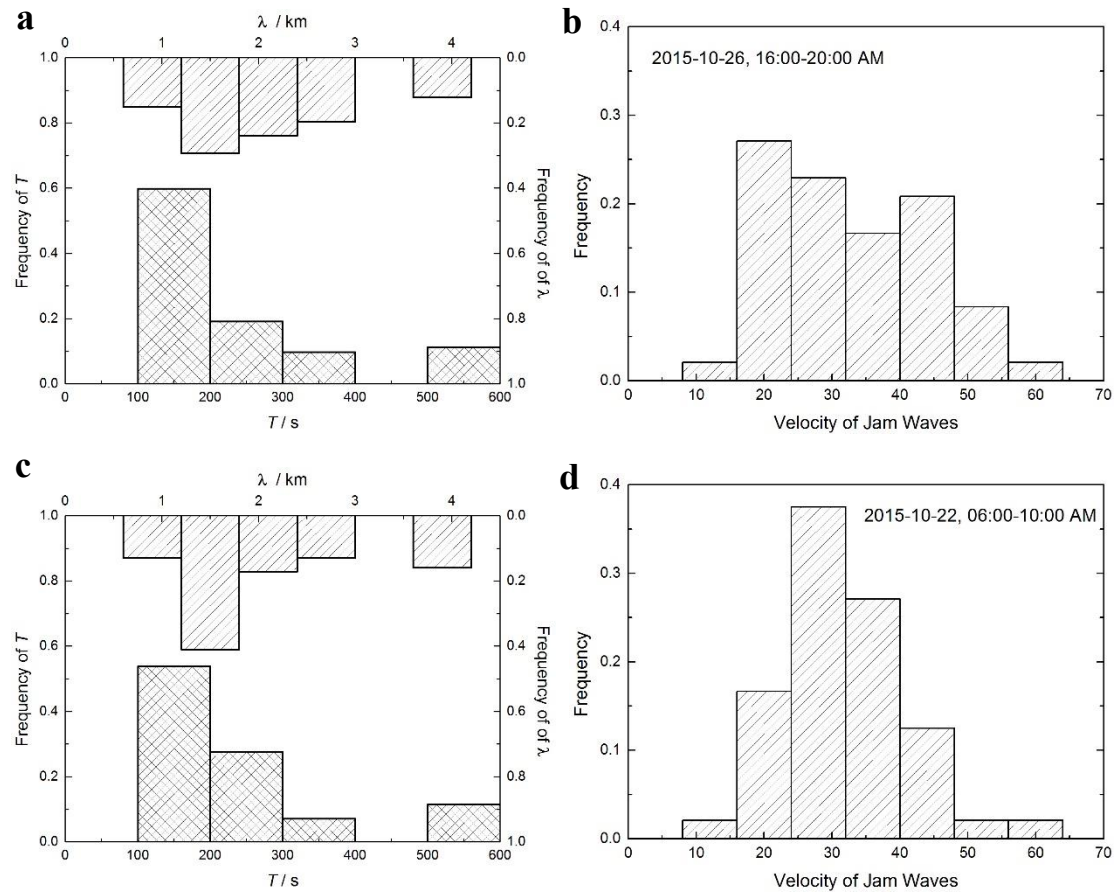 a
λ / km
0 1 2 3 4
1.0 0.8 0.6 0.4 0.2 0.0
Frequency of T
0.0 0.2 0.4 0.6 0.8 1.0
Frequency of of λ
0 100 200 300 400 500 600
T / s
b
2015-10-26, 16:00-20:00 AM
0.4 0.3 0.2 0.1 0.0
Frequency
0 10 20 30 40 50 60 70
Velocity of Jam Waves
c
λ / km
0 1 2 3 4
1.0 0.8 0.6 0.4 0.2 0.0
Frequency of T
0.0 0.2 0.4 0.6 0.8 1.0
Frequency of of λ
0 100 200 300 400 500 600
T / s
d
2015-10-22, 06:00-10:00 AM
0.4 0.3 0.2 0.1 0.0
Frequency
0 10 20 30 40 50 60 70
Velocity of Jam Waves